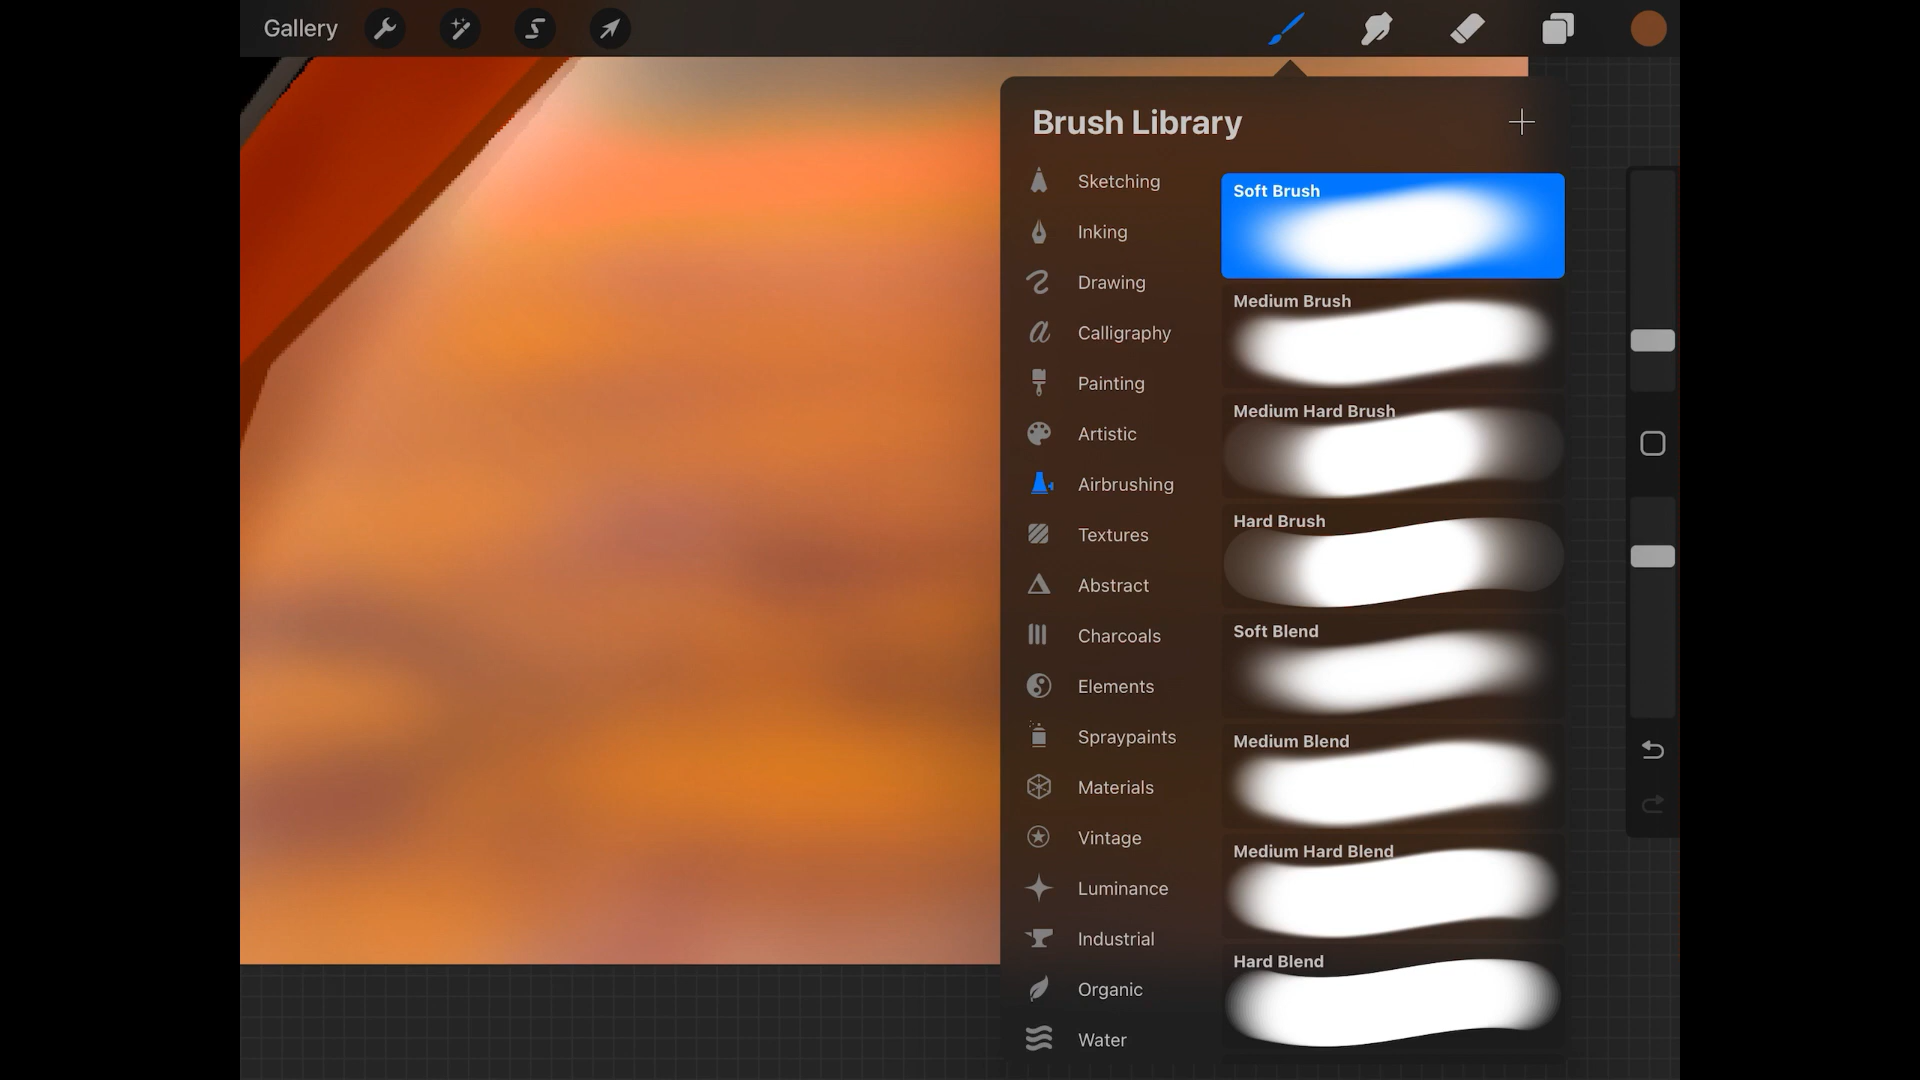 Gallery
Brush Library
Sketching
Inking
Drawing
Calligraphy
Painting
Artistic
Airbrushing
Textures
Abstract
Charcoals
Elements
Spraypaints
Materials
Vintage
Luminance
Industrial
Organic
Water
Soft Brush
Medium Brush
Medium Hard Brush
Hard Brush
Soft Blend
Medium Blend
Medium Hard Blend
Hard Blend